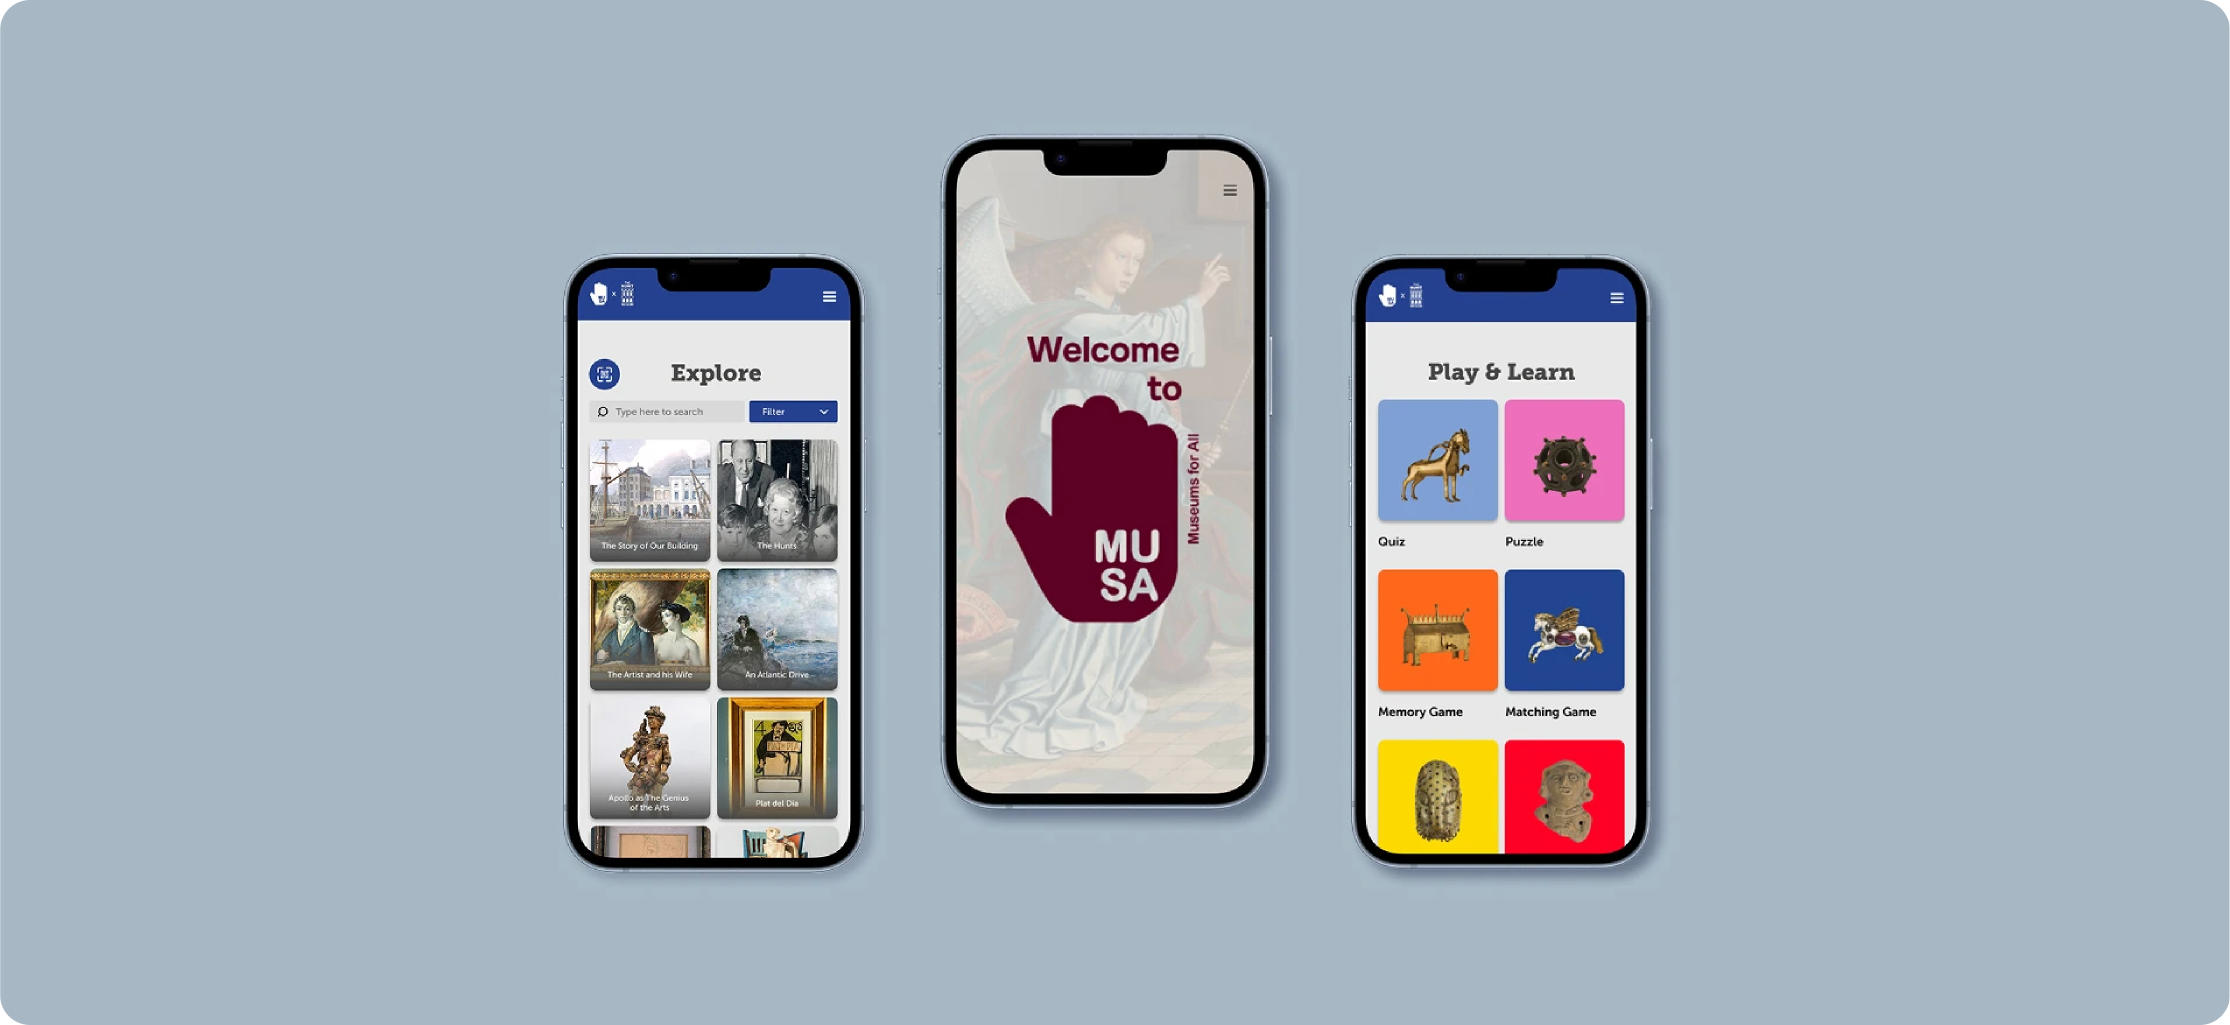 Explore
Type here to search
Filter
The Story of Our Building
The Hunts
The Artist and his Wife
An Atlantic Drive
Apollo as The Genius
of the Arts
Plat del Dia
Welcome
to
MU
SA
Museums for All
Play & Learn
Quiz
Puzzle
Memory Game
Matching Game